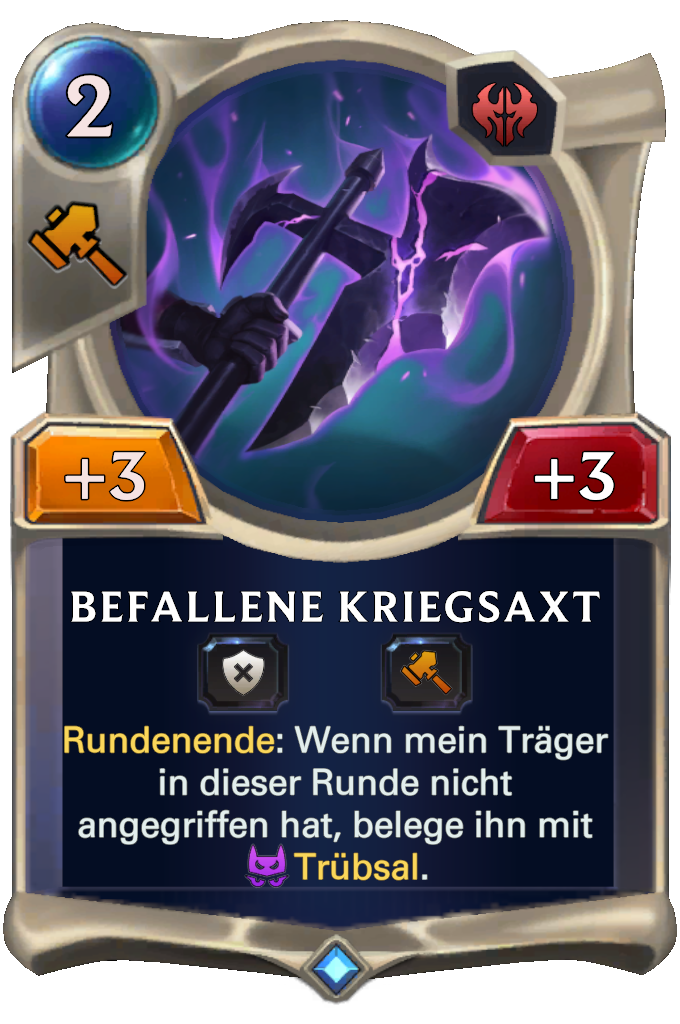 2
+3
+3
BEFALLENE KRIEGSAXT
Rundenende: Wenn mein Träger
in dieser Runde nicht
angegriffen hat, belege ihn mit
Trübsal.